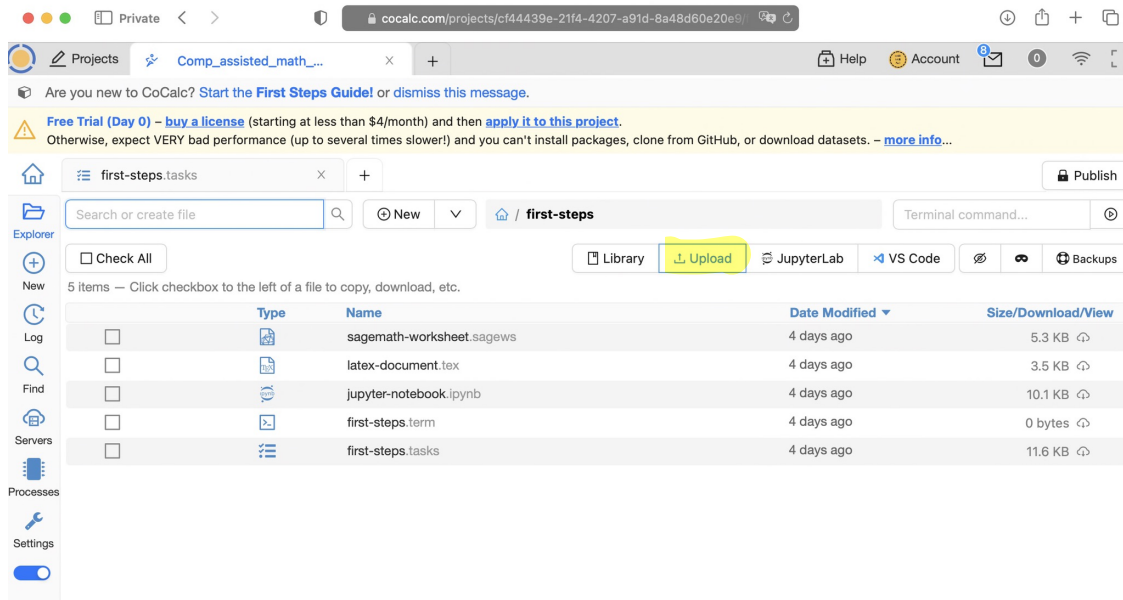 Private
cocalc.com/projects/cf44439e-21f4-4207-a91d-8a48d60e20e9/
Projects Comp_assisted_math_... Help Account 8 0
Are you new to CoCalc? Start the First Steps Guide! or dismiss this message.
Free Trial (Day 0) – buy a license (starting at less than $4/month) and then apply it to this project.
Otherwise, expect VERY bad performance (up to several times slower!) and you can't install packages, clone from GitHub, or download datasets. – more info...
first-steps.tasks Publish
Search or create file New / first-steps Terminal command...
Explorer
Check All Library Upload JupyterLab VS Code Backups
New
5 items — Click checkbox to the left of a file to copy, download, etc.
Type Name Date Modified Size/Download/View
Log
sagemath-worksheet.sagews 4 days ago 5.3 KB
TEX latex-document.tex 4 days ago 3.5 KB
Find
ipynb jupyter-notebook.ipynb 4 days ago 10.1 KB
first-steps.term 4 days ago 0 bytes
Servers
first-steps.tasks 4 days ago 11.6 KB
Processes
Settings